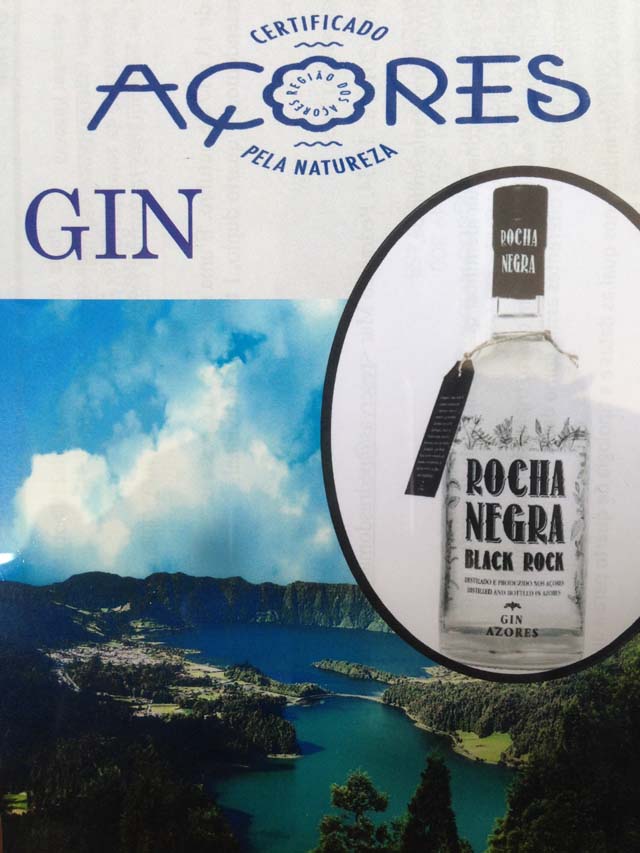 CERTIFICADO
AÇORES
REGIÃO DOS AÇORES
PELA NATUREZA
GIN
ROCHA
NEGRA
ROCHA
NEGRA
BLACK ROCK
DESTILADO E PRODUZIDO NOS AÇORES
DISTILLED AND BOTTLED IN AZORES
GIN
AZORES